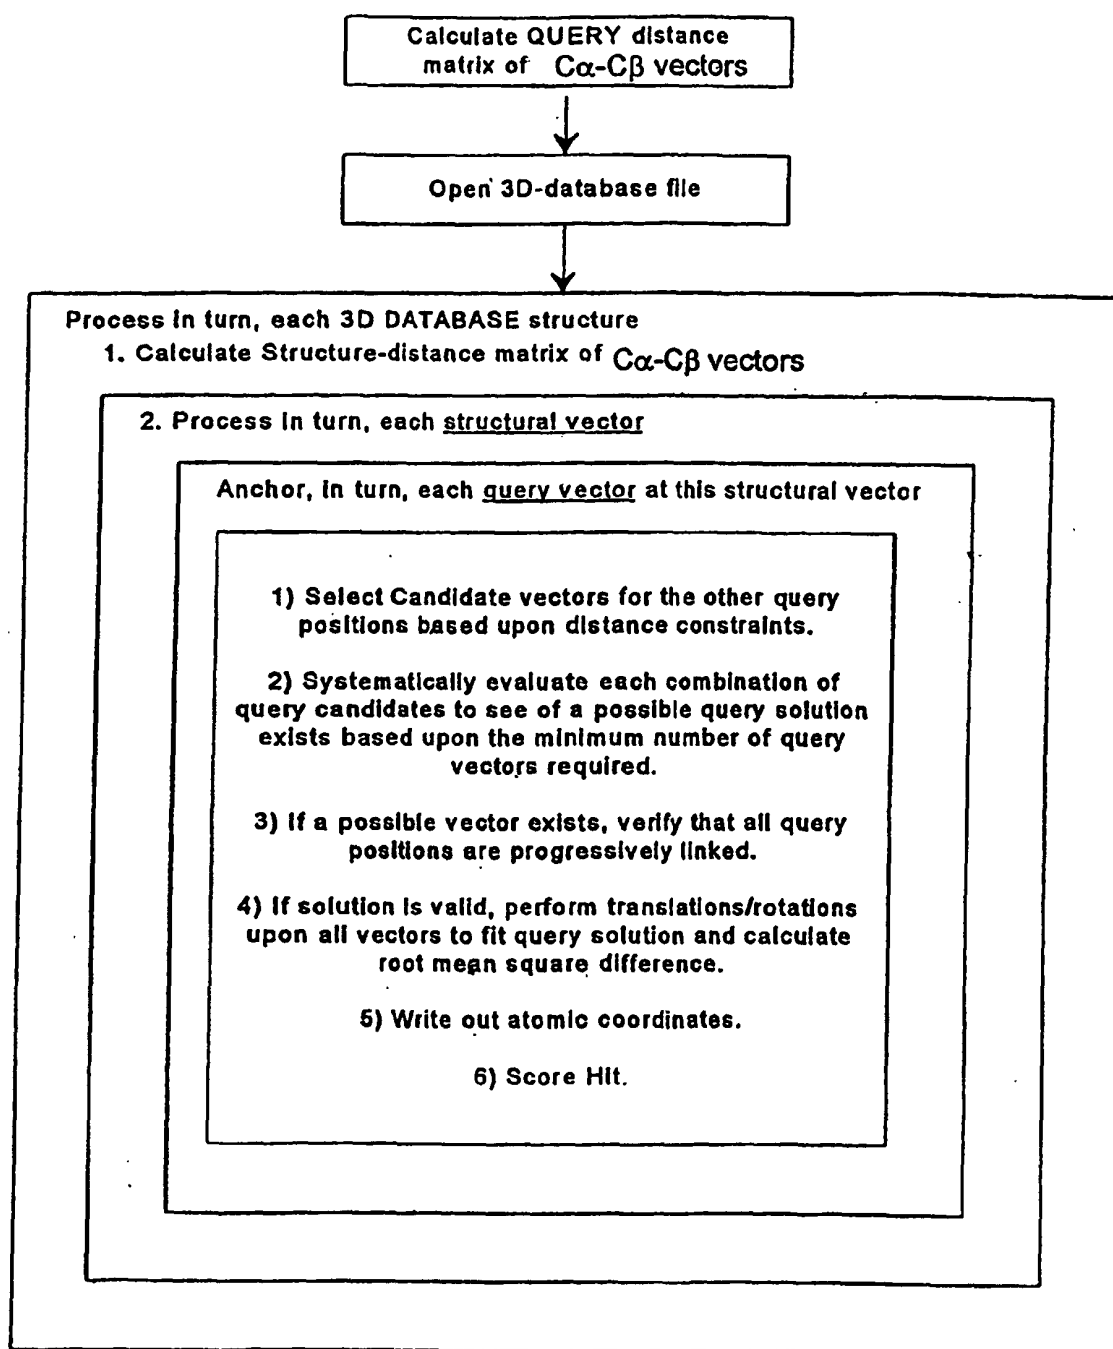 Calculate QUERY distance
matrix of Cα-Cβ vectors
Open 3D-database file
Process in turn, each 3D DATABASE structure
1. Calculate Structure-distance matrix of Cα-Cβ vectors
2. Process in turn, each structural vector
Anchor, in turn, each query vector at this structural vector
1) Select Candidate vectors for the other query
positions based upon distance constraints.
2) Systematically evaluate each combination of
query candidates to see of a possible query solution
exists based upon the minimum number of query
vectors required.
3) If a possible vector exists, verify that all query
positions are progressively linked.
4) If solution is valid, perform translations/rotations
upon all vectors to fit query solution and calculate
root mean square difference.
5) Write out atomic coordinates.
6) Score Hit.